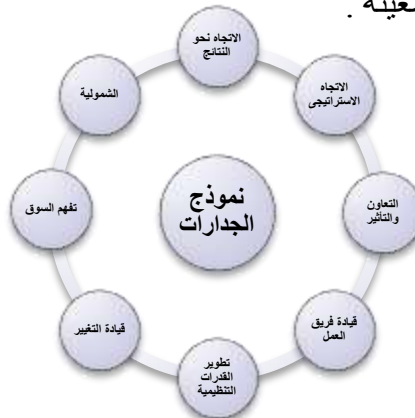 معينة .
الاتجاه نحو
النتائج
الاتجاه
الاستراتيجى
التعاون
والتأثير
قيادة فريق
العمل
تطوير
القدرات
التنظيمية
قيادة التغيير
تفهم السوق
الشمولية
نموذج
الجدارات